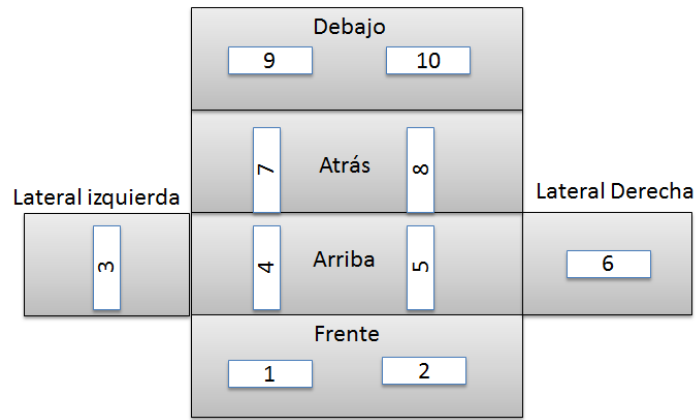 Debajo
9 10
7 Atrás 8
Lateral izquierda
Lateral Derecha
3
4 Arriba 5
6
Frente
1 2